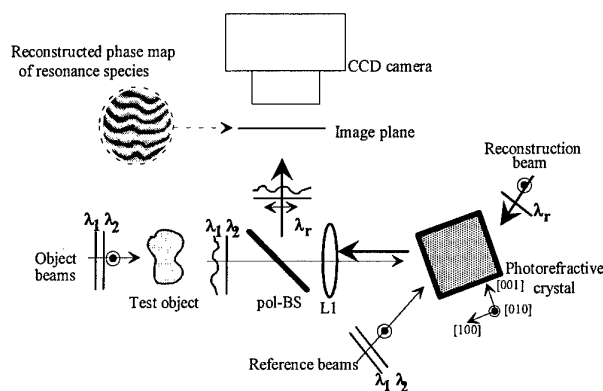 Reconstructed phase map
of resonance species
CCD camera
Image plane
Reconstruction
beam
λr
λ1 λ2
λ1 λ2
λr
Object
beams
Test object
pol-BS
L1
Photorefractive
crystal
[001]
[010]
[100]
Reference beams
λ1 λ2